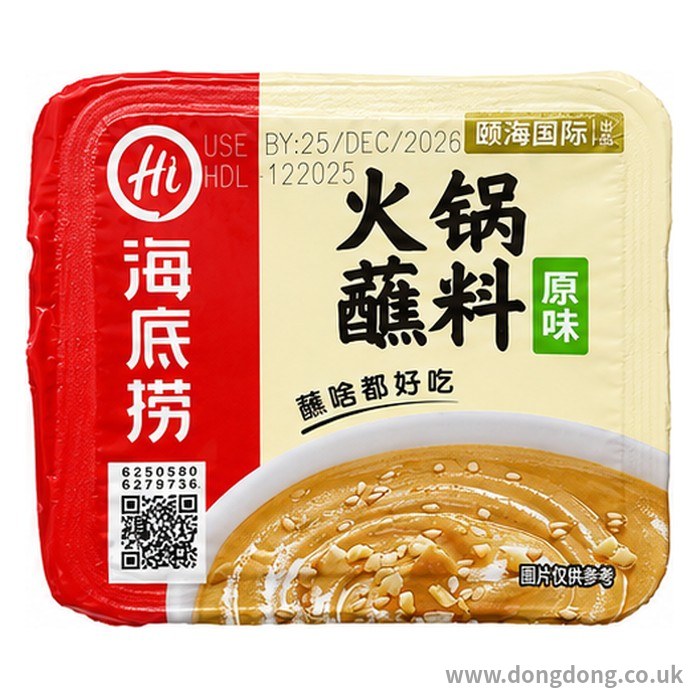 USE BY:25/DEC/2026
HDL -122025
颐海国际 出品
Hi
海底捞
火锅
蘸料
原味
蘸啥都好吃
6250580
6279736.
圖片仅供参考
www.dongdong.co.uk